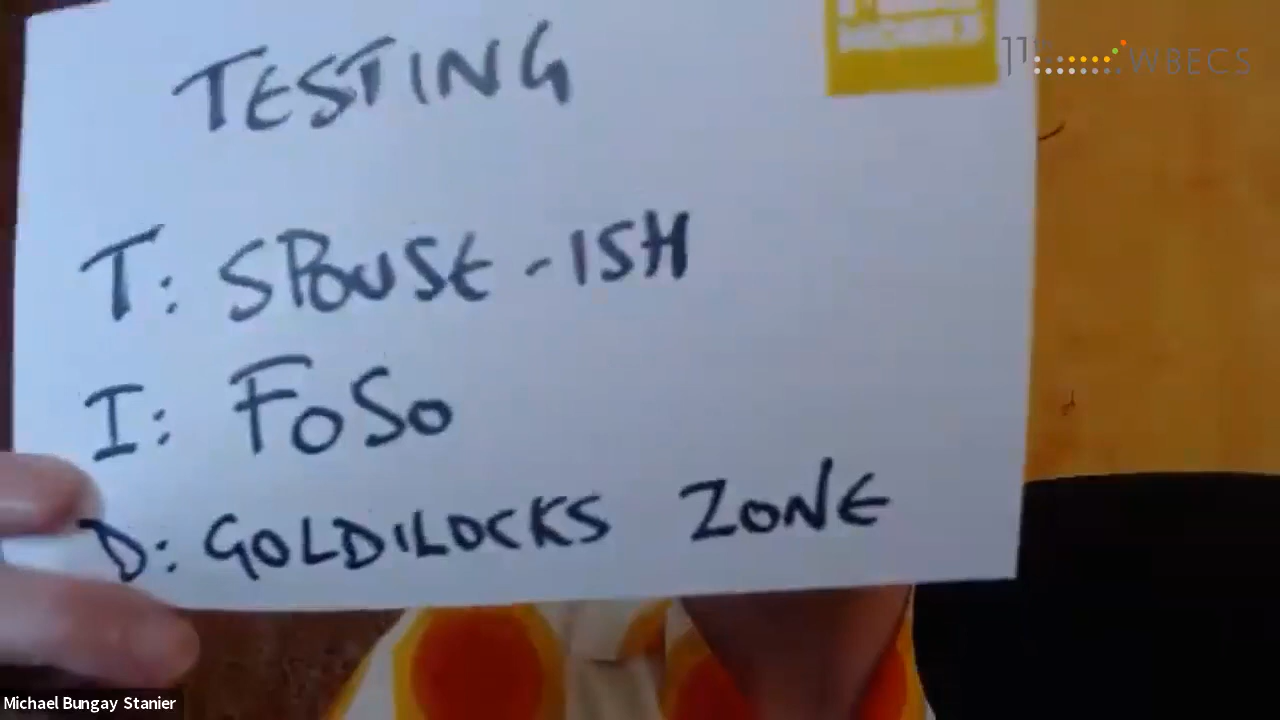 TESTING
WBECS
T: SPOUSE-ISH
I: FoSo
D: GOLDILOCKS ZONE
Michael Bungay Stanier